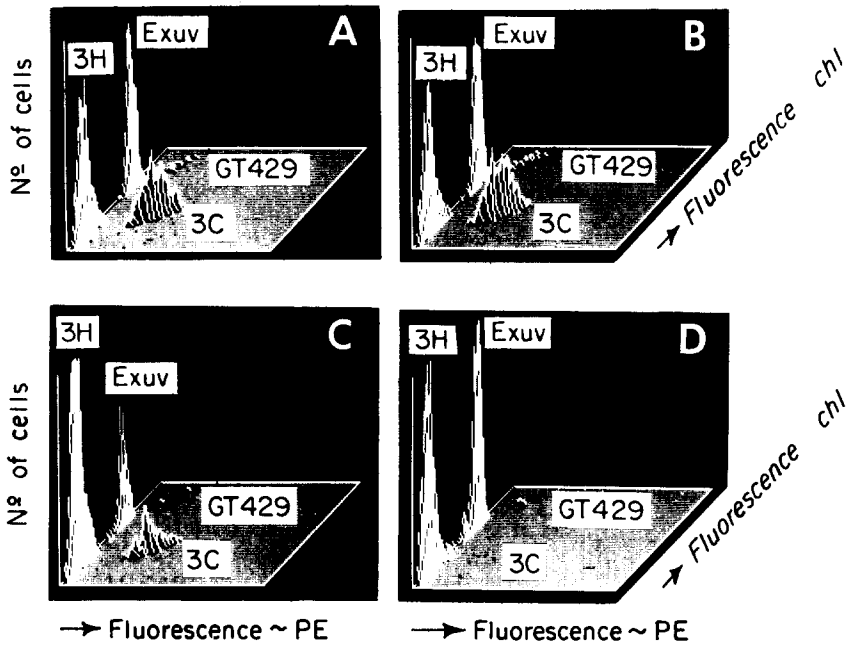 A
Exuv
3H
GT429
3C
Nº of cells
B
Exuv
3H
GT429
3C
→ Fluorescence chl
C
3H
Exuv
GT429
3C
Nº of cells
→ Fluorescence ~ PE
D
3H
Exuv
GT429
3C
→ Fluorescence chl
→ Fluorescence ~ PE